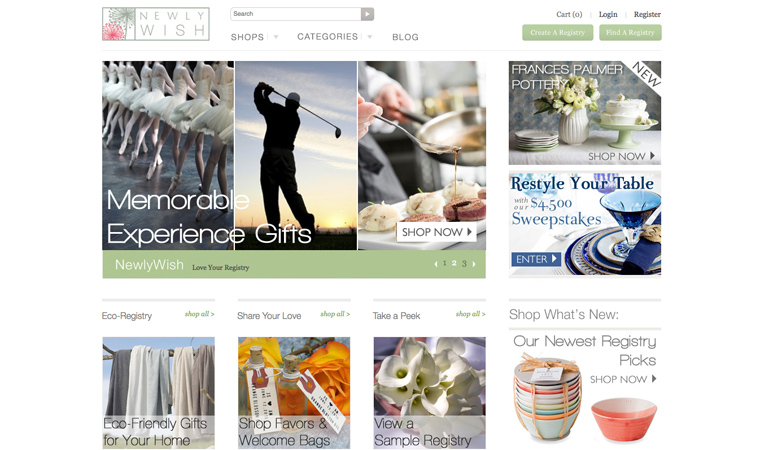 NEWLY
WISH
Search
Cart (0) | Login | Register
SHOPS
CATEGORIES
BLOG
Create A Registry
Find A Registry
Memorable
Experience Gifts
SHOP NOW
NewlyWish
Love Your Registry
1 2 3
FRANCES PALMER
POTTERY
NEW
SHOP NOW
Restyle Your Table
with
our
$4,500
Sweepstakes
ENTER
Eco-Registry
shop all >
Share Your Love
shop all >
Take a Peek
shop all >
Shop What's New:
Eco-Friendly Gifts
for Your Home
Shop Favors &
Welcome Bags
View a
Sample Registry
Our Newest Registry
Picks
SHOP NOW